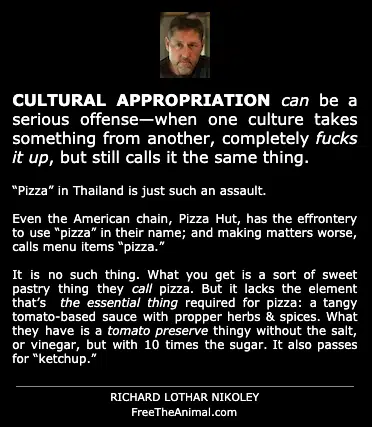 CULTURAL APPROPRIATION can be a
serious offense—when one culture takes
something from another, completely fucks
it up, but still calls it the same thing.
“Pizza” in Thailand is just such an assault.
Even the American chain, Pizza Hut, has the effrontery
to use “pizza” in their name; and making matters worse,
calls menu items “pizza.”
It is no such thing. What you get is a sort of sweet
pastry thing they call pizza. But it lacks the element
that’s the essential thing required for pizza: a tangy
tomato-based sauce with propper herbs & spices. What
they have is a tomato preserve thingy without the salt,
or vinegar, but with 10 times the sugar. It also passes
for “ketchup.”
RICHARD LOTHAR NIKOLEY
FreeTheAnimal.com